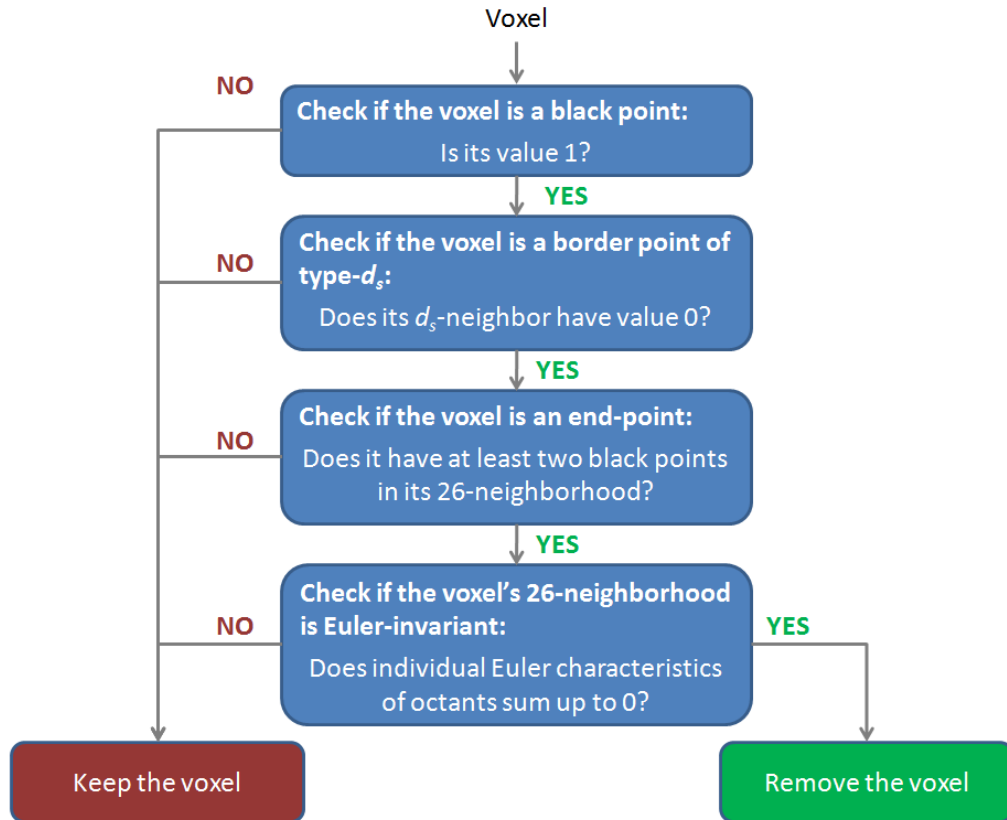 Voxel
NO
Check if the voxel is a black point:
Is its value 1?
YES
Check if the voxel is a border point of
type-dₛ:
NO
Does its dₛ-neighbor have value 0?
YES
Check if the voxel is an end-point:
NO
Does it have at least two black points
in its 26-neighborhood?
YES
Check if the voxel's 26-neighborhood
is Euler-invariant:
NO
YES
Does individual Euler characteristics
of octants sum up to 0?
Keep the voxel
Remove the voxel